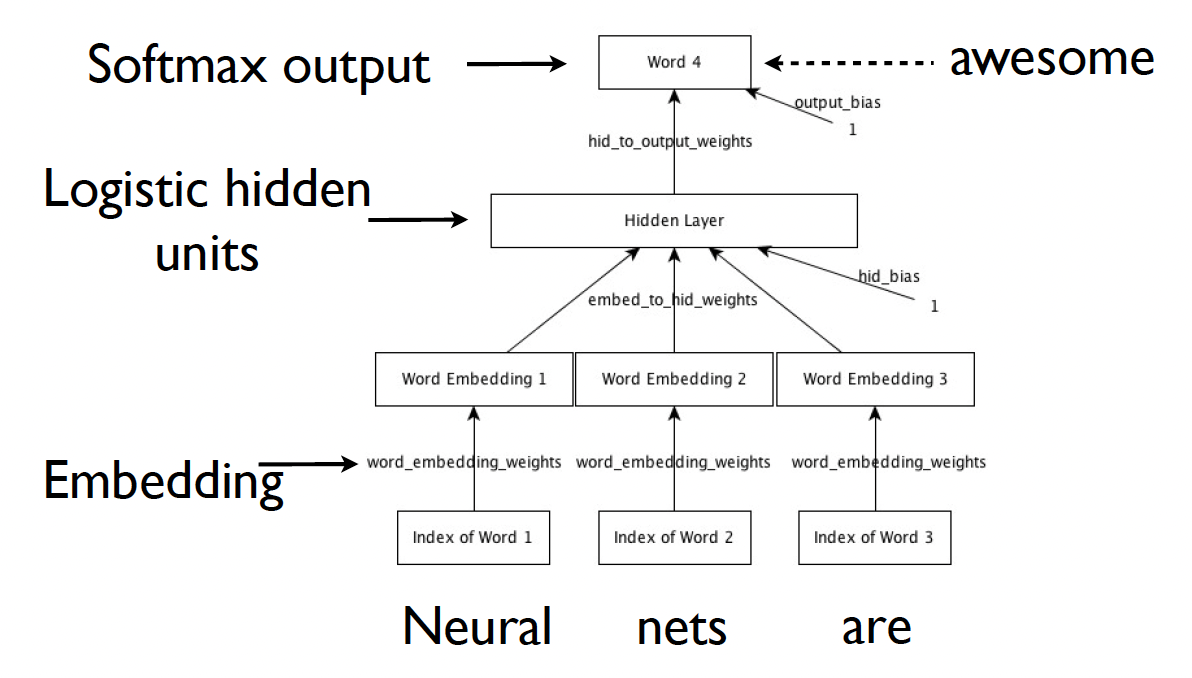 Softmax output
Word 4
awesome
output_bias
1
hid_to_output_weights
Logistic hidden
units
Hidden Layer
hid_bias
embed_to_hid_weights
1
Word Embedding 1
Word Embedding 2
Word Embedding 3
Embedding
word_embedding_weights
word_embedding_weights
word_embedding_weights
Index of Word 1
Index of Word 2
Index of Word 3
Neural
nets
are